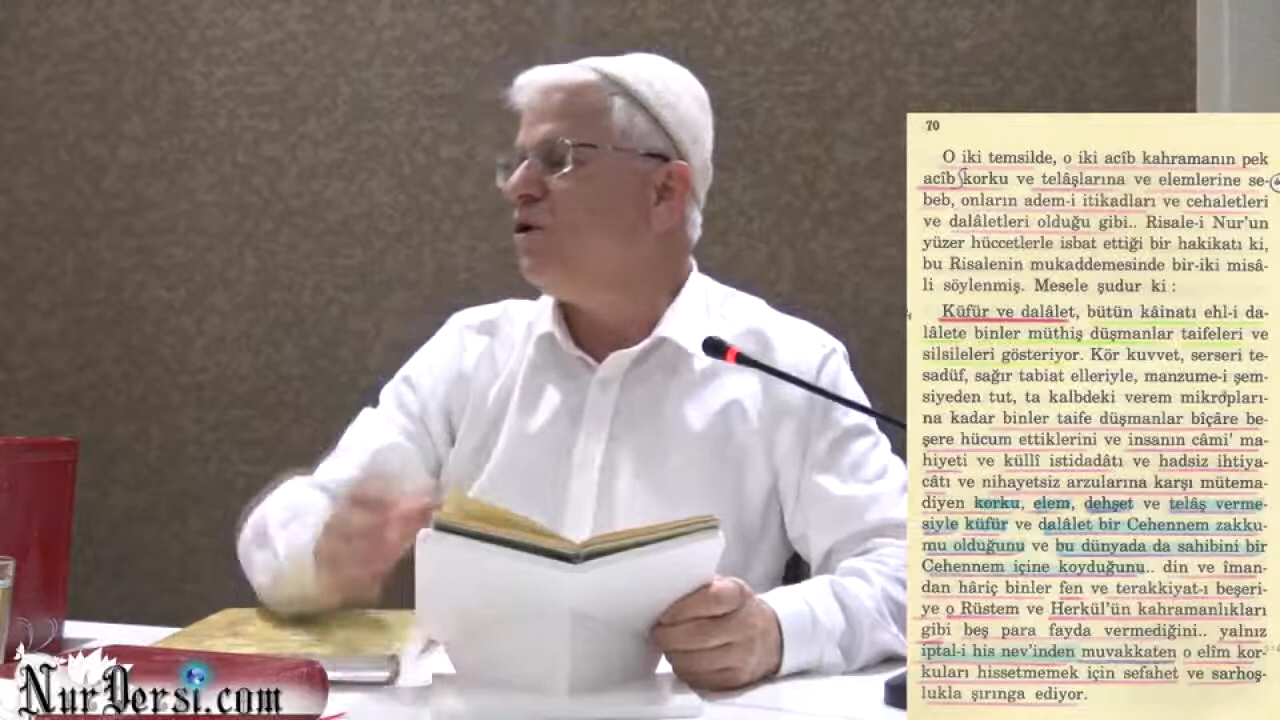 70
O iki temsilde, o iki acîb kahramanın pek
acîb korku ve telâşlarına ve elemlerine se-
beb, onların adem-i itikadları ve cehaletleri
ve dalâletleri olduğu gibi.. Risale-i Nur'un
yüzer hüccetlerle isbat ettiği bir hakikatı ki,
bu Risalenin mukaddemesinde bir-iki misâ-
li söylenmiş. Mesele şudur ki :
Küfür ve dalâlet, bütün kâinatı ehl-i da-
lâlete binler müthiş düşmanlar taifeleri ve
silsileleri gösteriyor. Kör kuvvet, serseri te-
sadüf, sağır tabiat elleriyle, manzume-i şem-
siyeden tut, ta kalbdeki verem mikropları-
na kadar binler taife düşmanlar bîçâre be-
şere hücum ettiklerini ve insanın câmi' ma-
hiyeti ve küllî istidadâtı ve hadsiz ihtiya-
câtı ve nihayetsiz arzularına karşı mütema-
diyen korku, elem, dehşet ve telâş verme-
siyle küfür ve dalâlet bir Cehennem zakku-
mu olduğunu ve bu dünyada da sahibini bir
Cehennem içine koyduğunu.. din ve îman-
dan hâriç binler fen ve terakkiyat-ı beşeri-
ye o Rüstem ve Herkül'ün kahramanlıkları
gibi beş para fayda vermediğini.. yalnız
iptal-i his nev'inden muvakkaten o elîm kor-
kuları hissetmemek için sefahet ve sarhoş-
lukla şırınga ediyor.
NurDersi.com